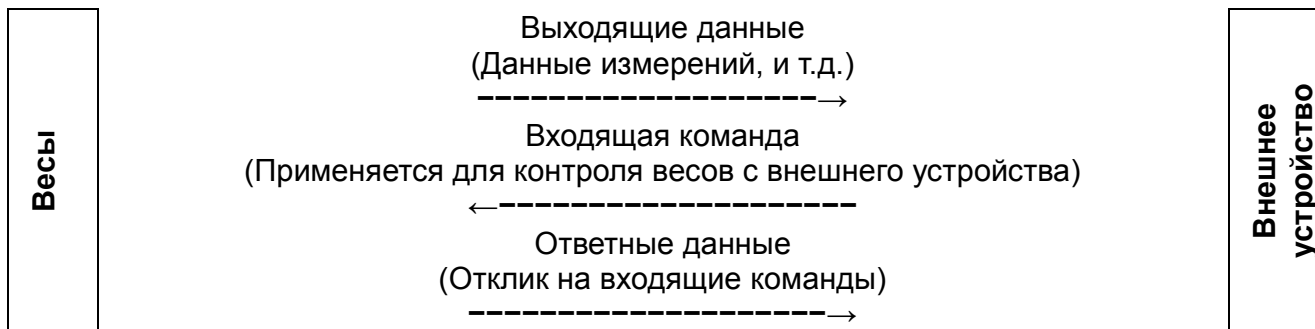 Весы
Выходящие данные
(Данные измерений, и т.д.)
Входящая команда
(Применяется для контроля весов с внешнего устройства)
Ответные данные
(Отклик на входящие команды)
Внешнее
устройство